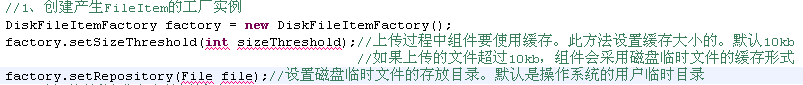 //1、创建产生FileItem的工厂实例
DiskFileItemFactory factory = new DiskFileItemFactory();
factory.setSizeThreshold(int sizeThreshold);//上传过程中组件要使用缓存。此方法设置缓存大小的。默认10kb
//如果上传的文件超过10kb，组件会采用磁盘临时文件的缓存形式
factory.setRepository(File file);//设置磁盘临时文件的存放目录。默认是操作系统的用户临时目录